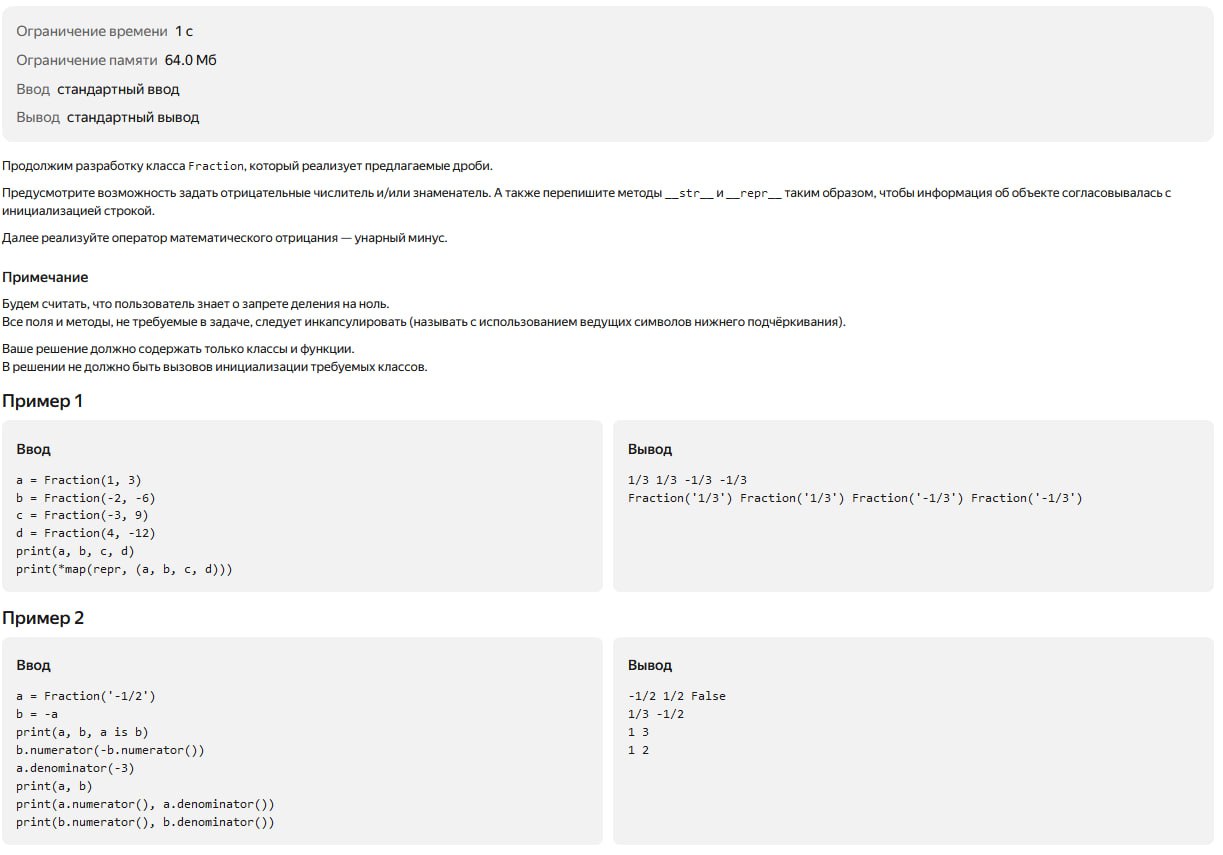 Ограничение времени 1 с
Ограничение памяти 64.0 Мб
Ввод стандартный ввод
Вывод стандартный вывод
Продолжим разработку класса Fraction, который реализует предлагаемые дроби.
Предусмотрите возможность задать отрицательные числитель и/или знаменатель. А также перепишите методы __str__ и __repr__ таким образом, чтобы информация об объекте согласовывалась с
инициализацией строкой.
Далее реализуйте оператор математического отрицания — унарный минус.
Примечание
Будем считать, что пользователь знает о запрете деления на ноль.
Все поля и методы, не требуемые в задаче, следует инкапсулировать (называть с использованием ведущих символов нижнего подчёркивания).
Ваше решение должно содержать только классы и функции.
В решении не должно быть вызовов инициализации требуемых классов.
Пример 1
Ввод
a = Fraction(1, 3)
b = Fraction(-2, -6)
c = Fraction(-3, 9)
d = Fraction(4, -12)
print(a, b, c, d)
print(*map(repr, (a, b, c, d)))
Вывод
1/3 1/3 -1/3 -1/3
Fraction('1/3') Fraction('1/3') Fraction('-1/3') Fraction('-1/3')
Пример 2
Ввод
a = Fraction('-1/2')
b = -a
print(a, b, a is b)
b.numerator(-b.numerator())
a.denominator(-3)
print(a, b)
print(a.numerator(), a.denominator())
print(b.numerator(), b.denominator())
Вывод
-1/2 1/2 False
1/3 -1/2
1 3
1 2